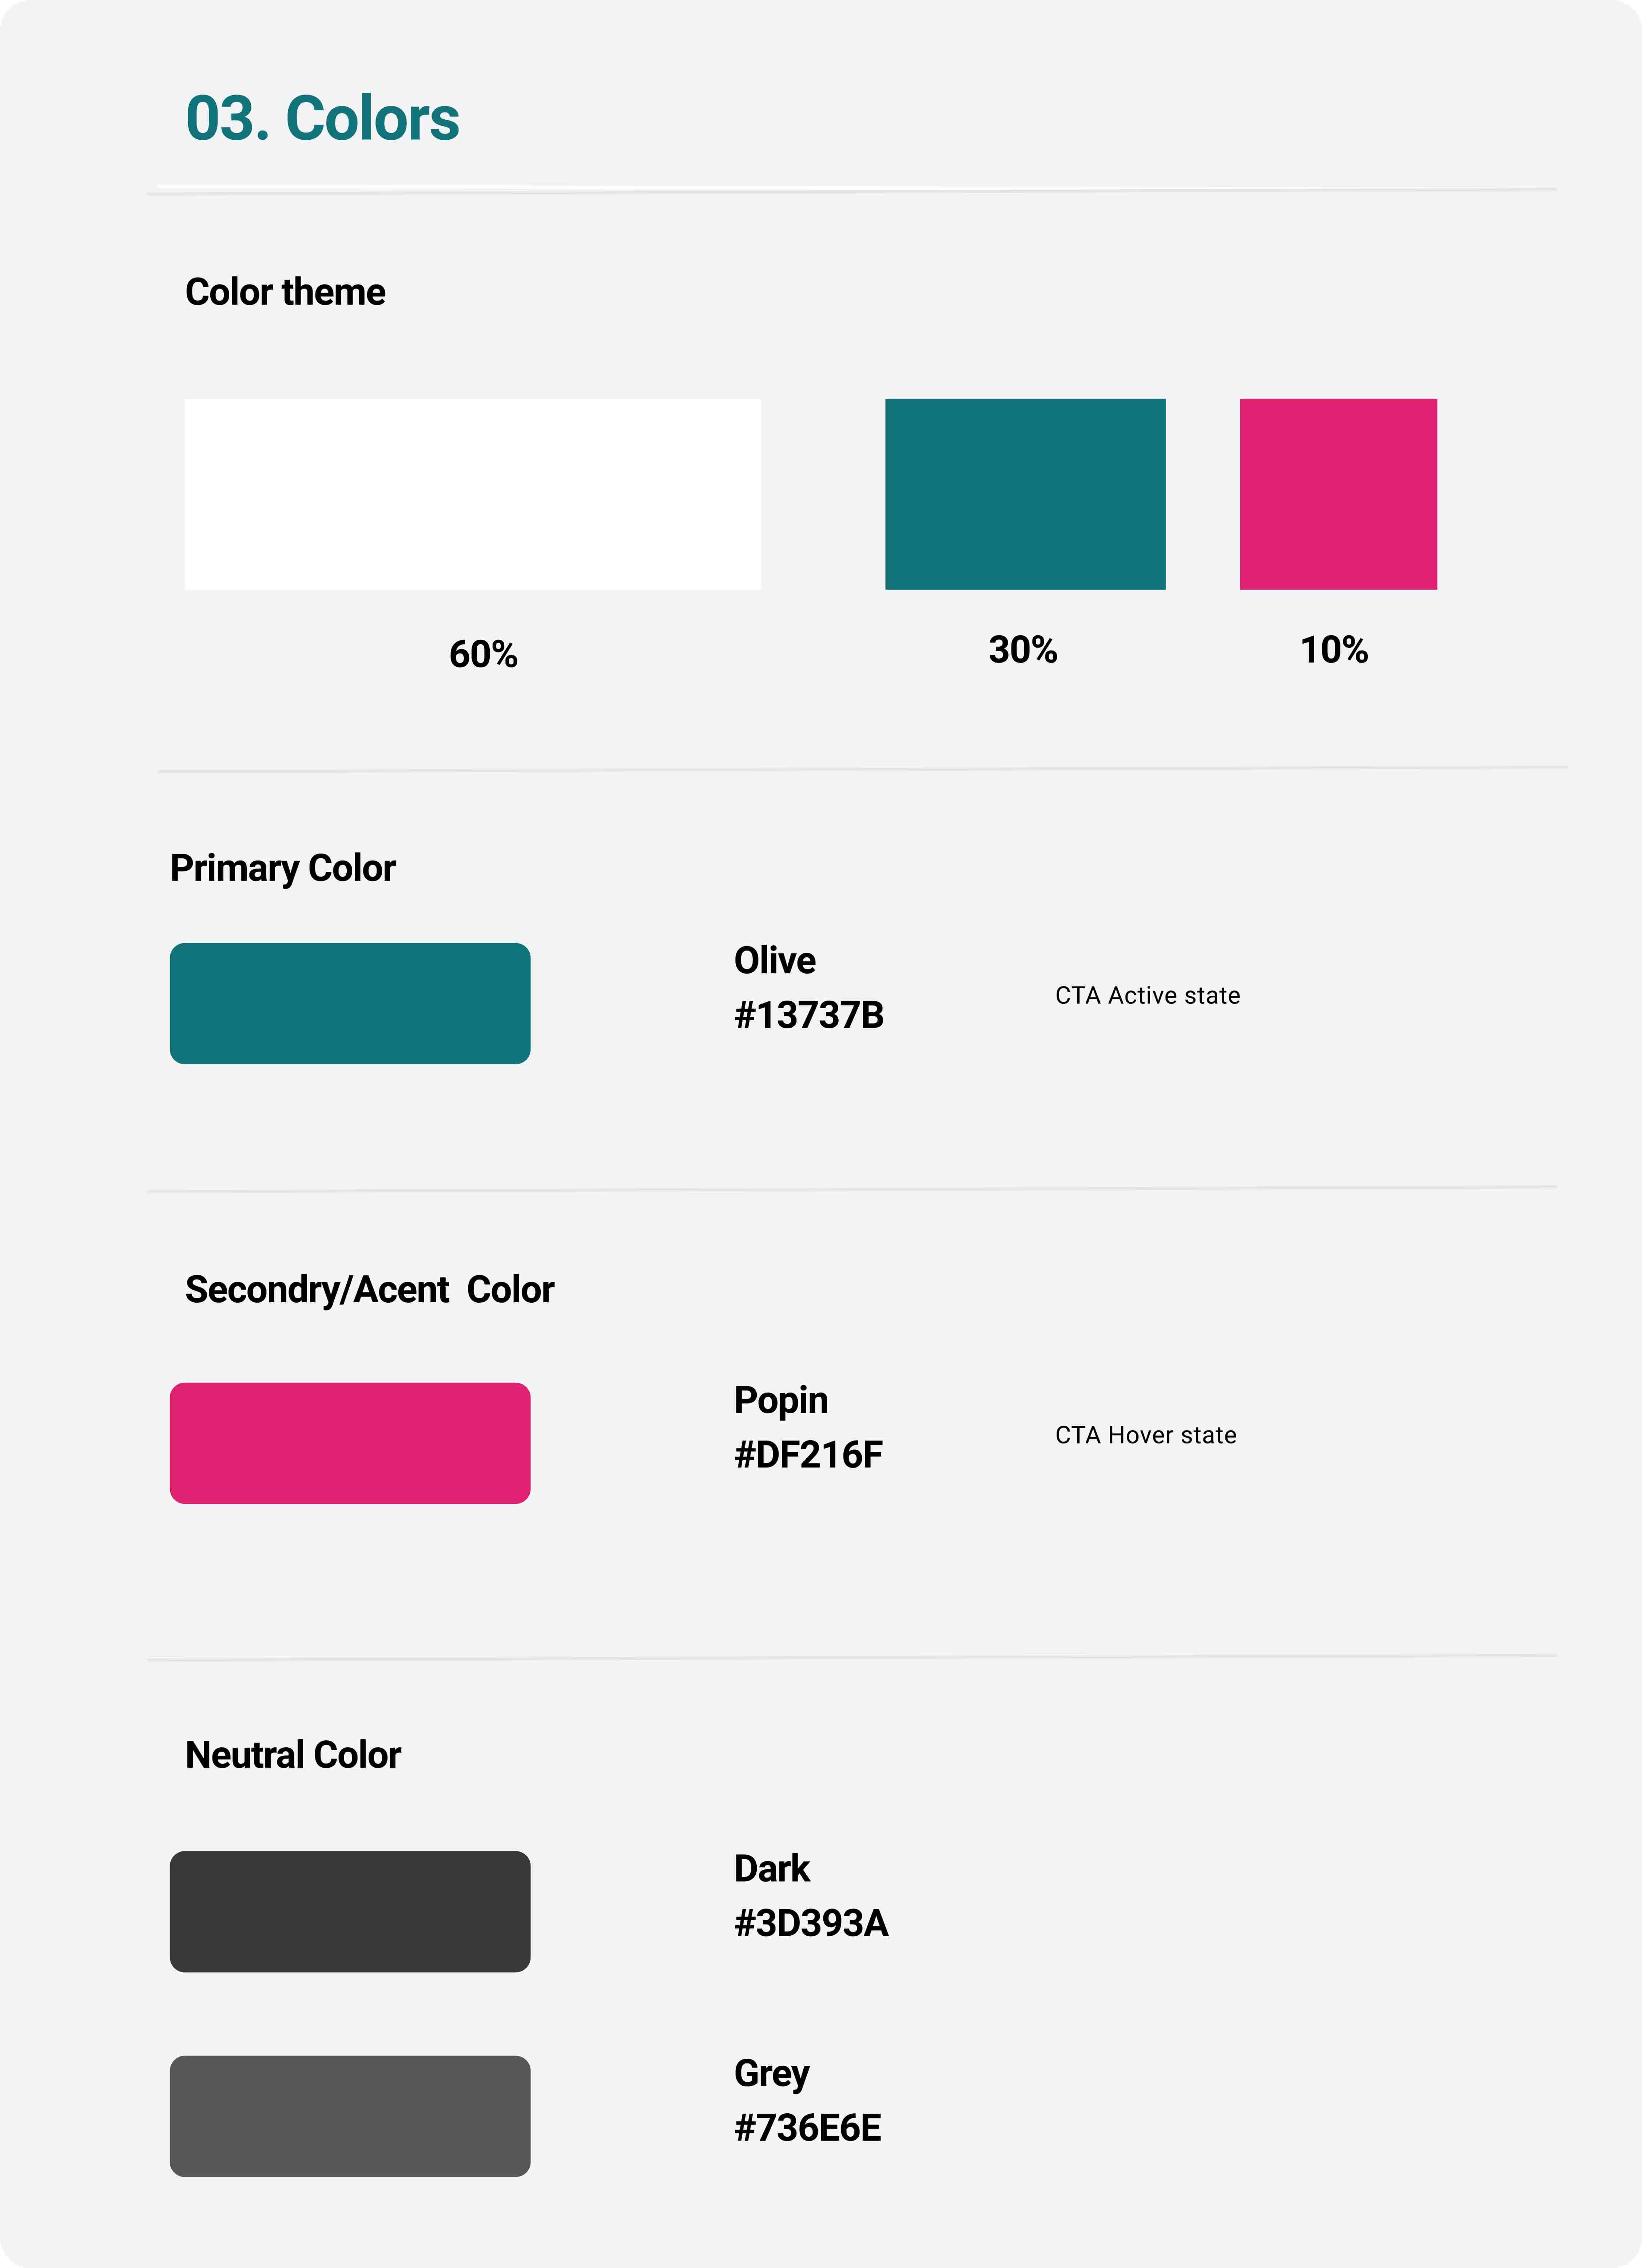 03. Colors
Color theme
60%
30%
10%
Primary Color
Olive
#13737B
CTA Active state
Secondry/Acent  Color
Popin
#DF216F
CTA Hover state
Neutral Color
Dark
#3D393A
Grey
#736E6E